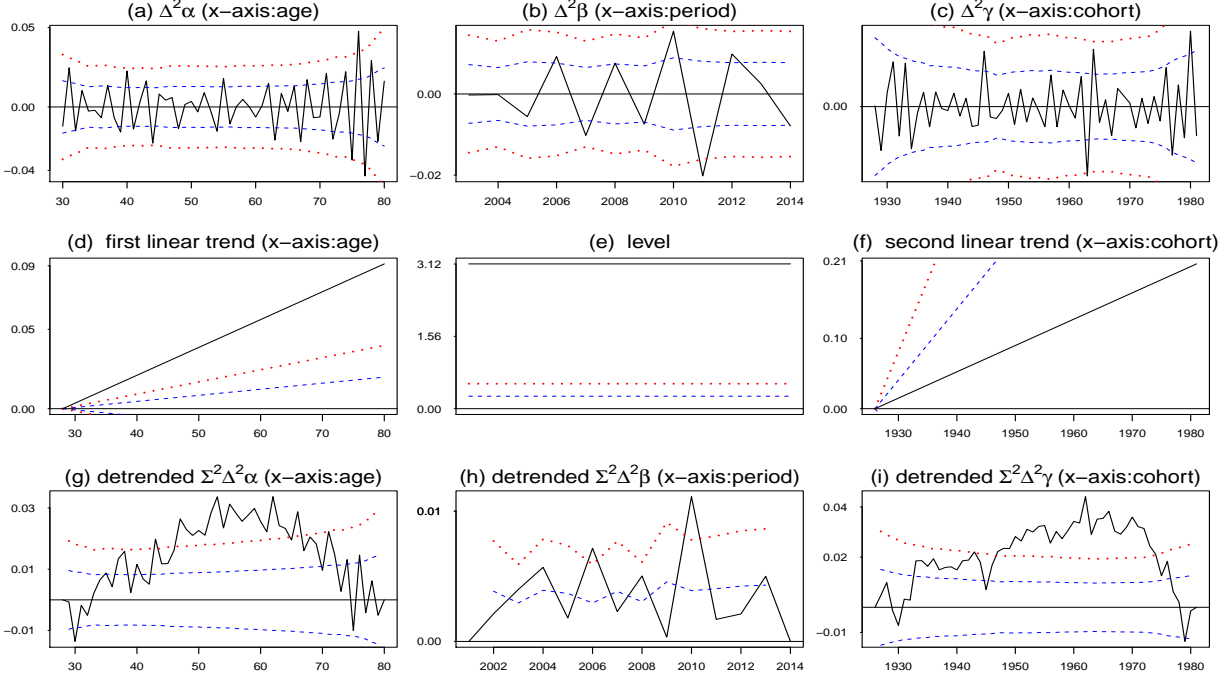 (a) Δ²α (x−axis:age)
0.05
0.00
−0.04
30 40 50 60 70 80
(b) Δ²β (x−axis:period)
0.00
−0.02
2004 2006 2008 2010 2012 2014
(c) Δ²γ (x−axis:cohort)
0.00
1930 1940 1950 1960 1970 1980
(d) first linear trend (x−axis:age)
0.09
0.05
0.00
30 40 50 60 70 80
(e) level
3.12
1.56
0.00
2004 2006 2008 2010 2012 2014
(f) second linear trend (x−axis:cohort)
0.21
0.10
0.00
1930 1940 1950 1960 1970 1980
(g) detrended Σ²Δ²α (x−axis:age)
0.03
0.01
−0.01
30 40 50 60 70 80
(h) detrended Σ²Δ²β (x−axis:period)
0.01
0.00
2002 2004 2006 2008 2010 2012 2014
(i) detrended Σ²Δ²γ (x−axis:cohort)
0.04
0.02
−0.01
1930 1940 1950 1960 1970 1980